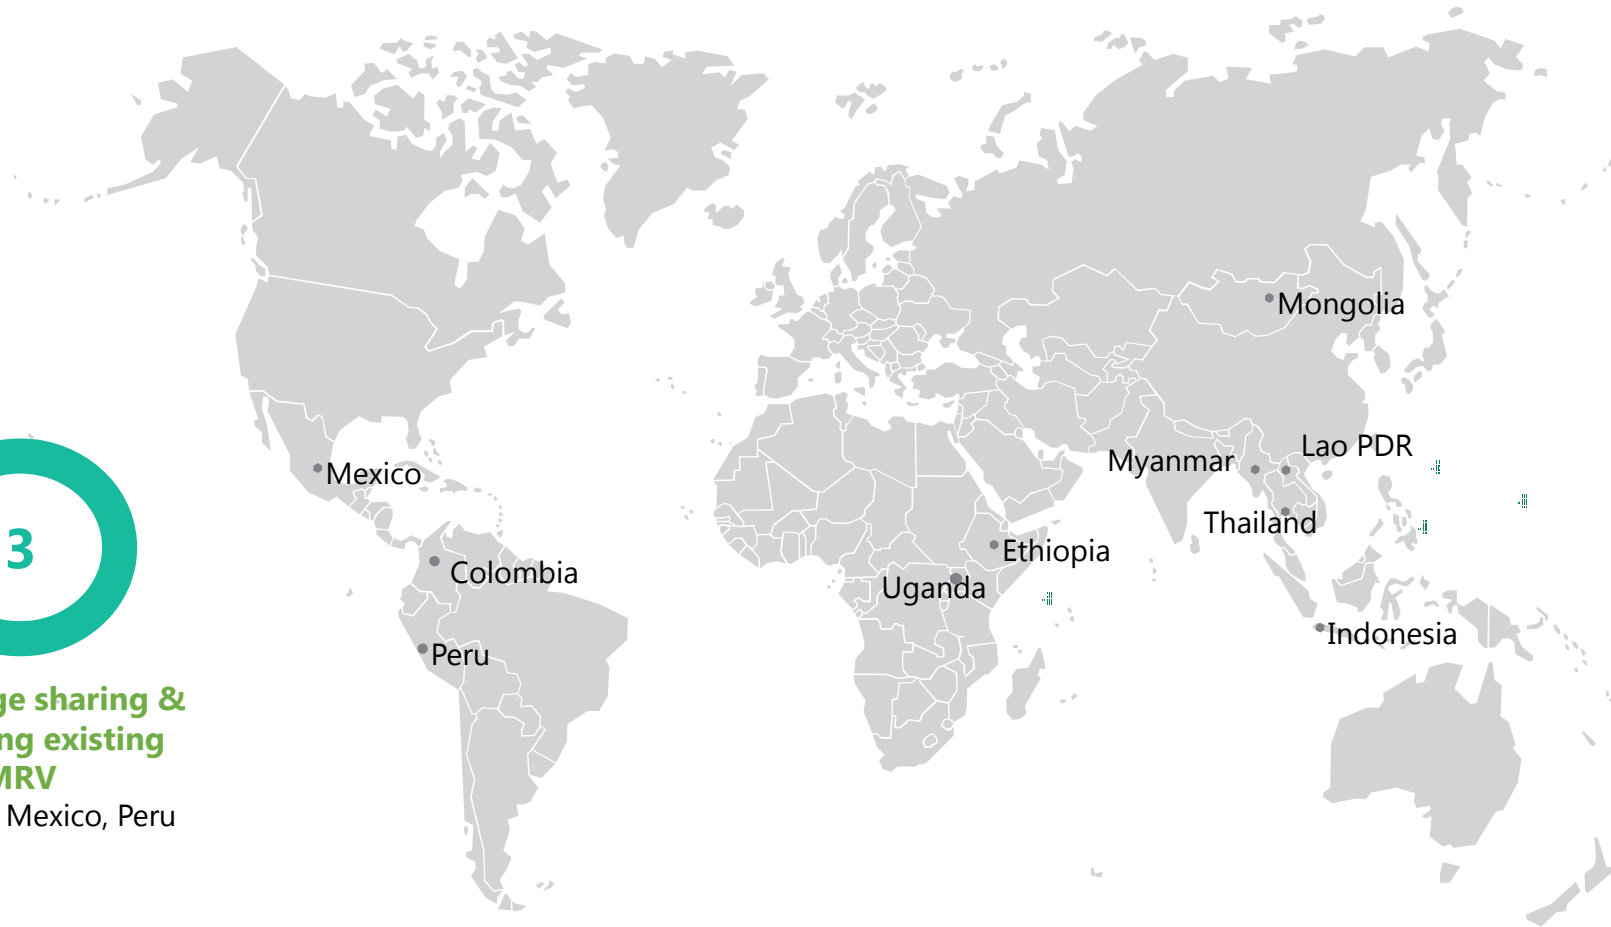 Mongolia
Lao PDR
Myanmar
Mexico
Thailand
3
Ethiopia
Colombia
Uganda
Indonesia
Peru
ge sharing &
ng existing
MRV
Mexico, Peru